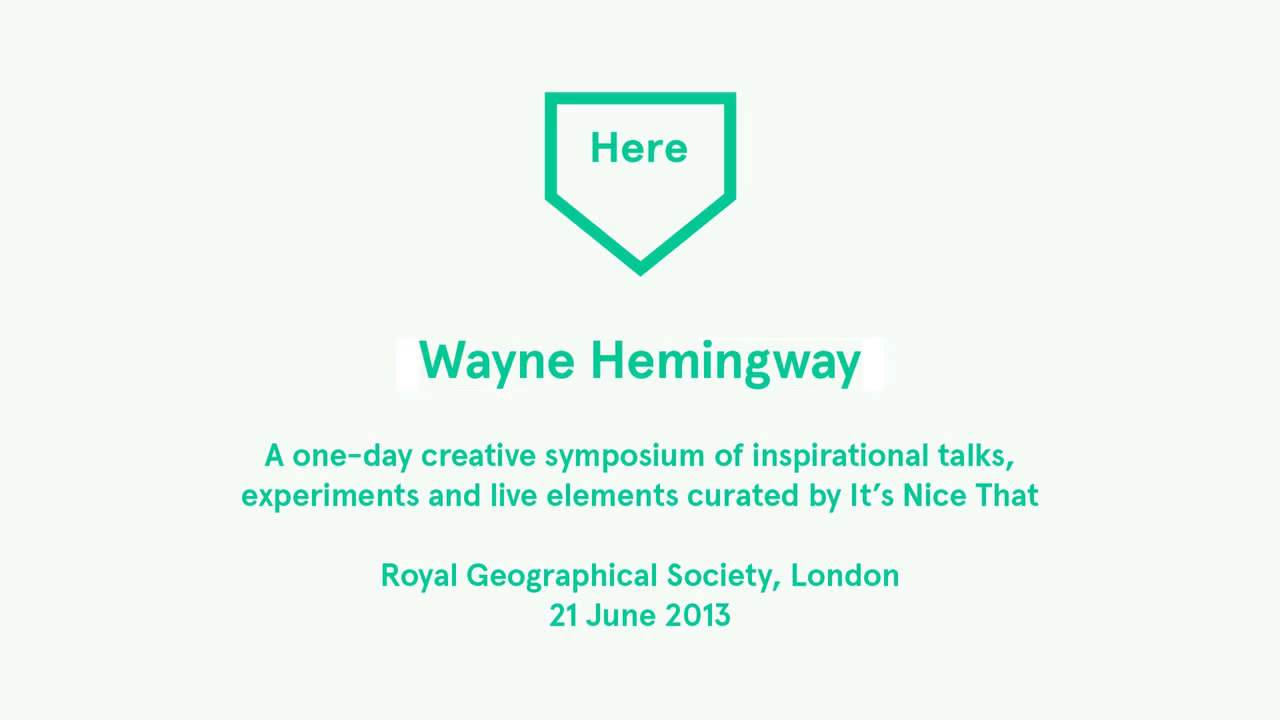 Here
Wayne Hemingway
A one-day creative symposium of inspirational talks,
experiments and live elements curated by It’s Nice That
Royal Geographical Society, London
21 June 2013